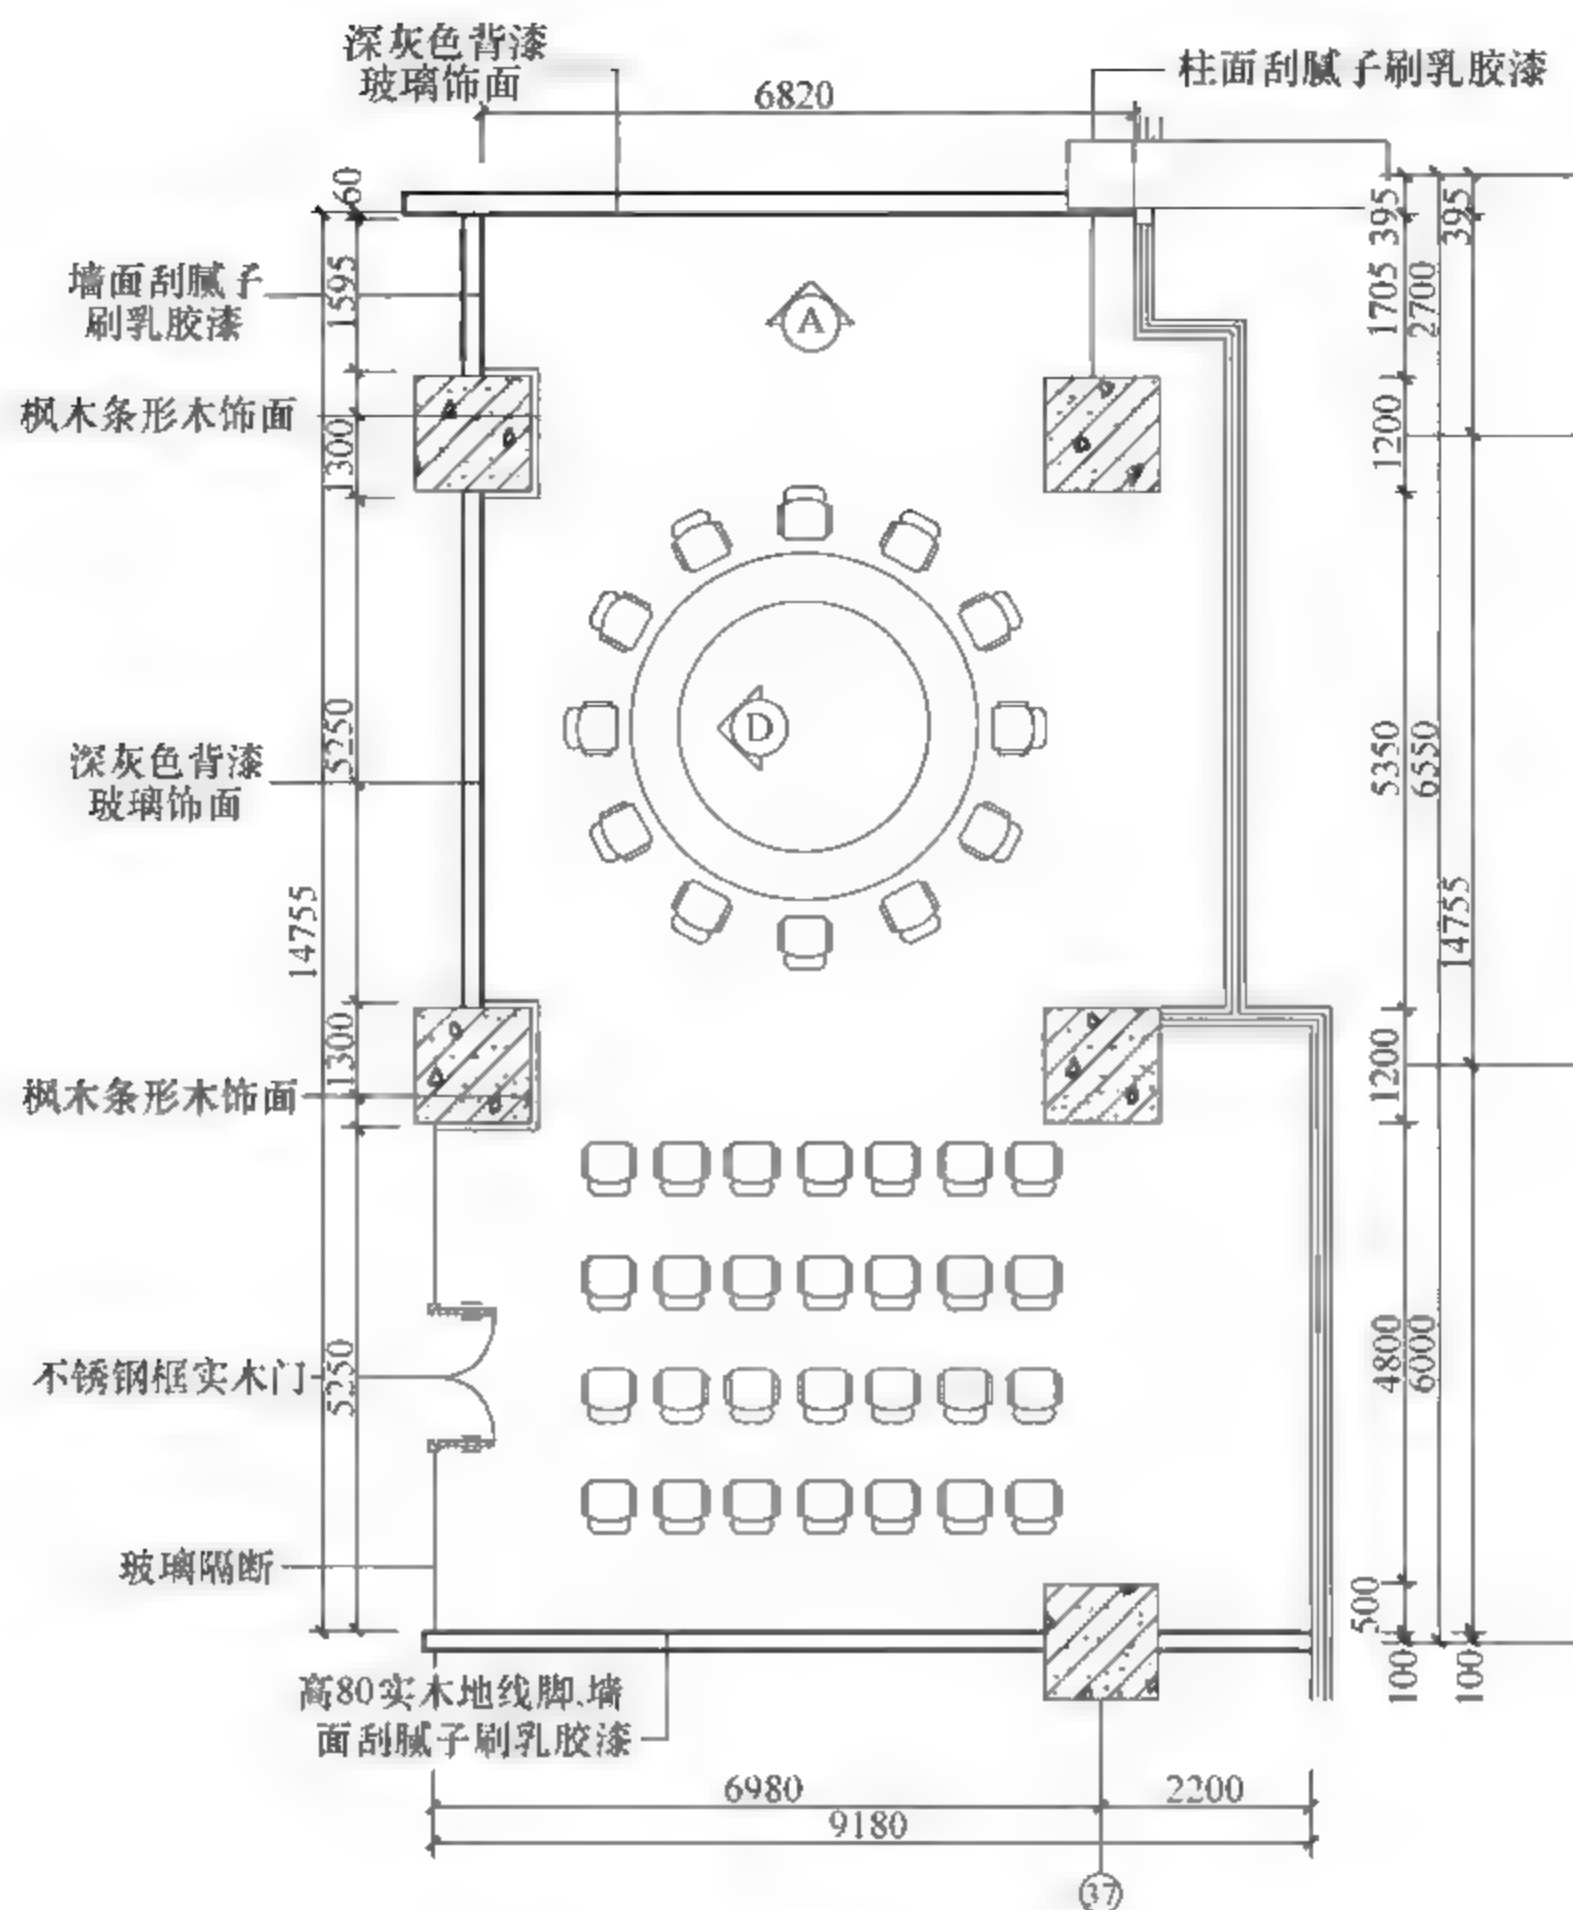 深灰色背漆
玻璃饰面
柱面刮腻子刷乳胶漆
6820
60
395
395
墙面刮腻子
刷乳胶漆
1595
1705
2700
A
枫木条形木饰面
1300
1200
深灰色背漆
玻璃饰面
5250
D
5350
6550
14755
14755
枫木条形木饰面
1300
1200
不锈钢框实木门
5250
4800
6000
玻璃隔断
500
100
100
高80实木地线脚,墙
面刮腻子刷乳胶漆
6980
2200
9180
37